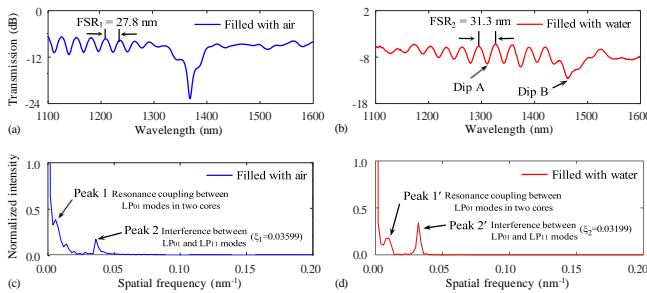 FSR1 = 27.8 nm
Filled with air
0
-12
-24
Transmission (dB)
1100
1200
1300
1400
1500
1600
Wavelength (nm)
(a)
FSR2 = 31.3 nm
Filled with water
2
-8
-18
Dip A
Dip B
1100
1200
1300
1400
1500
1600
Wavelength (nm)
(b)
Filled with air
1.0
0.5
0.0
Normalized intensity
Peak 1 Resonance coupling between
LP01 modes in two cores
Peak 2 Interference between
LP01 and LP11 modes
(ξ1=0.03599)
0.00
0.05
0.10
0.15
0.20
Spatial frequency (nm-1)
(c)
Filled with water
1.0
0.5
0.0
Peak 1′ Resonance coupling between
LP01 modes in two cores
Peak 2′ Interference between
LP01 and LP11 modes
(ξ2=0.03199)
0.00
0.05
0.10
0.15
0.20
Spatial frequency (nm-1)
(d)